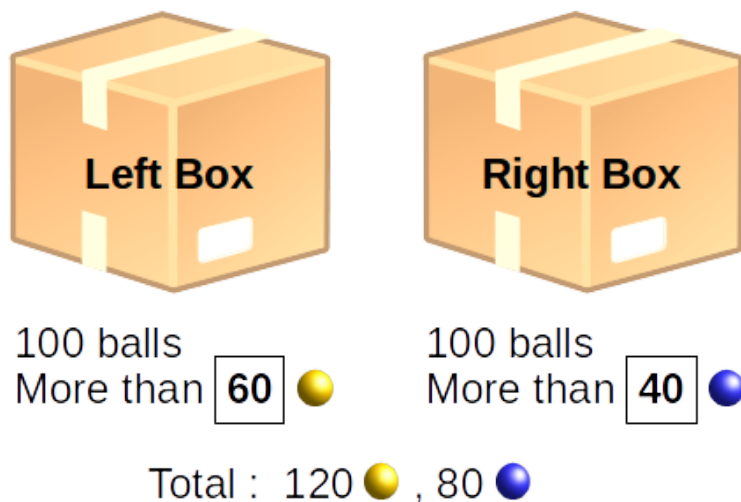 Left Box
Right Box
100 balls
More than 60
100 balls
More than 40
Total : 120 , 80